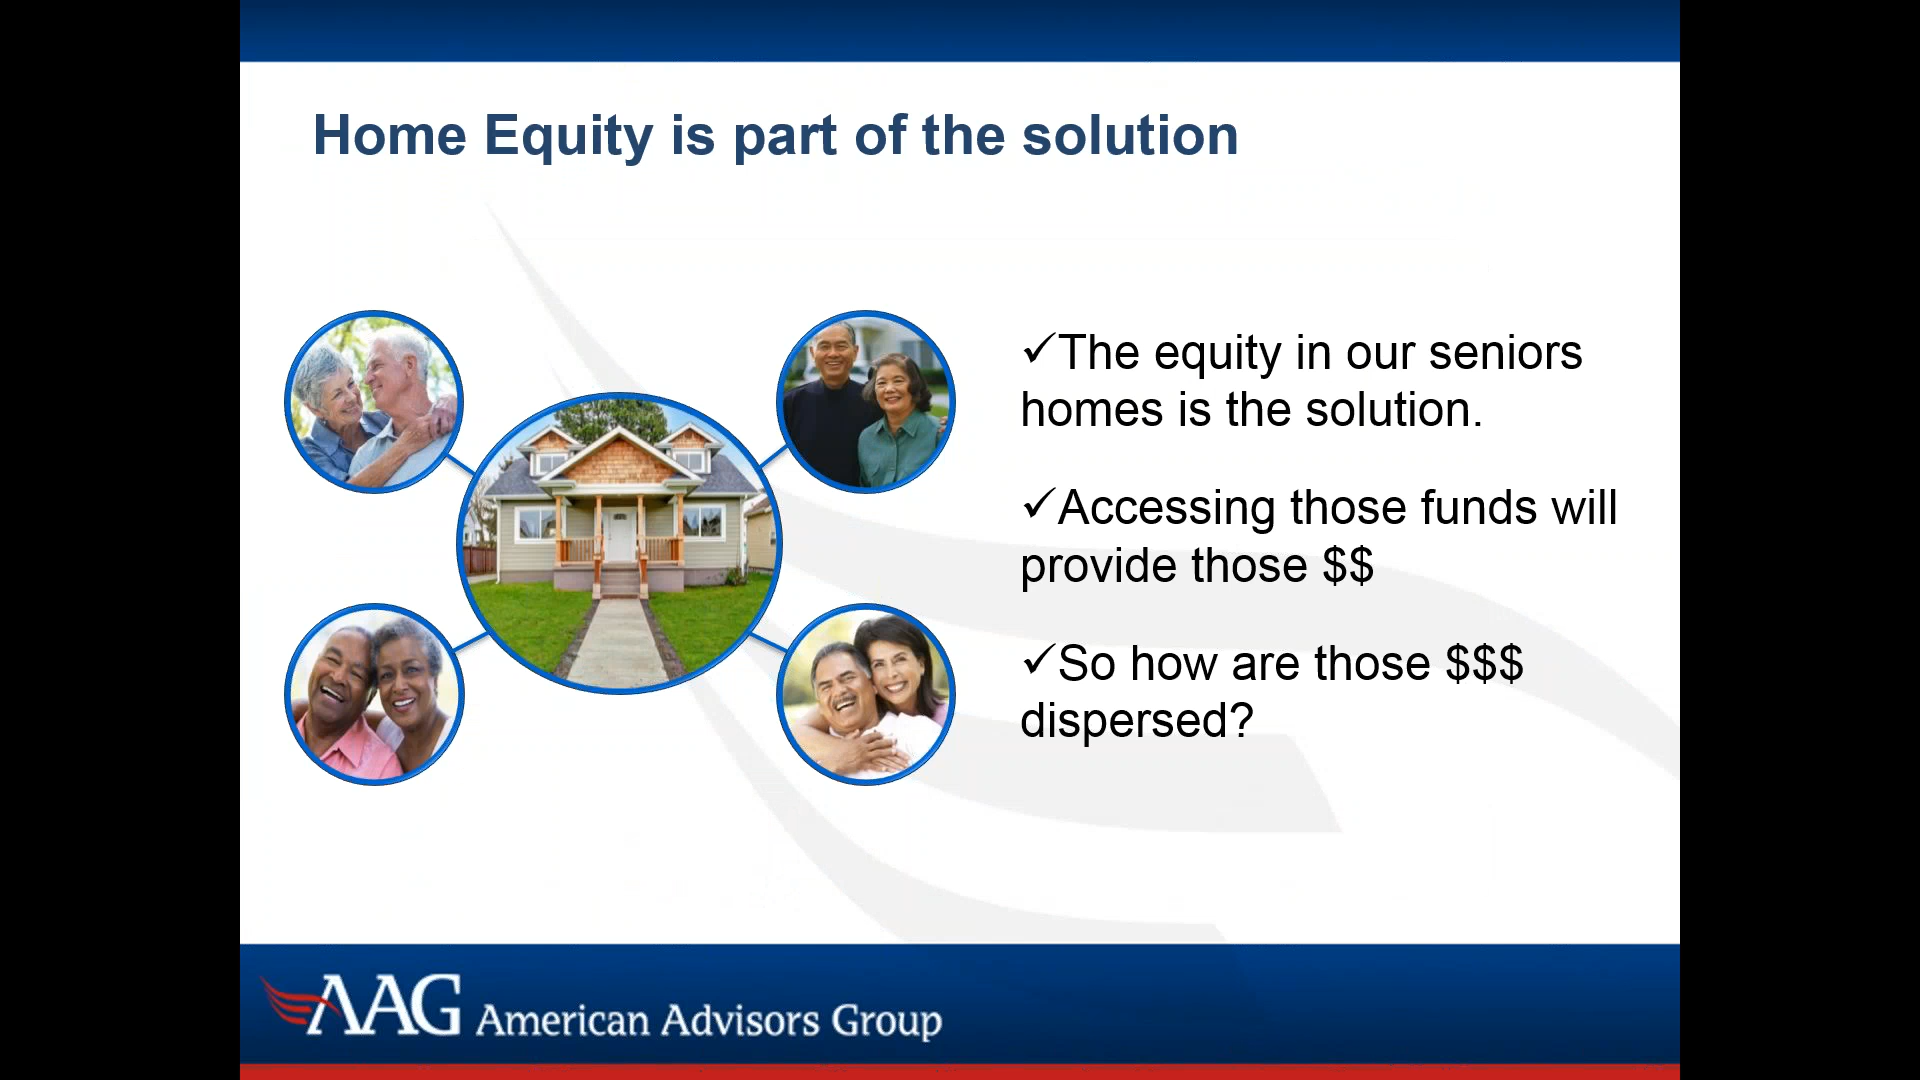 Home Equity is part of the solution
✓The equity in our seniors
homes is the solution.
✓Accessing those funds will
provide those $$
✓So how are those $$$
dispersed?
AAG American Advisors Group